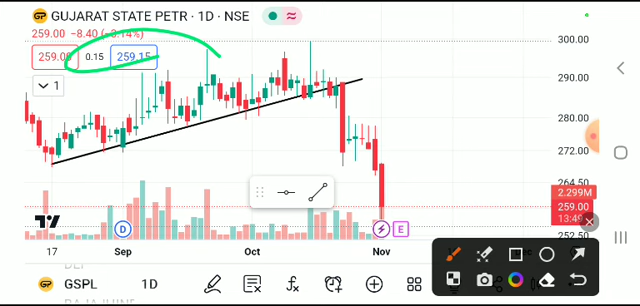 GP GUJARAT STATE PETR · 1D · NSE
259.00 −8.40 (−3.14%)
259.00 0.15 259.15
1
300.00
290.00
280.00
272.00
264.50
2.299M
259.00
13:49
252.50
D
E
17 Sep Oct Nov
GP GSPL 1D